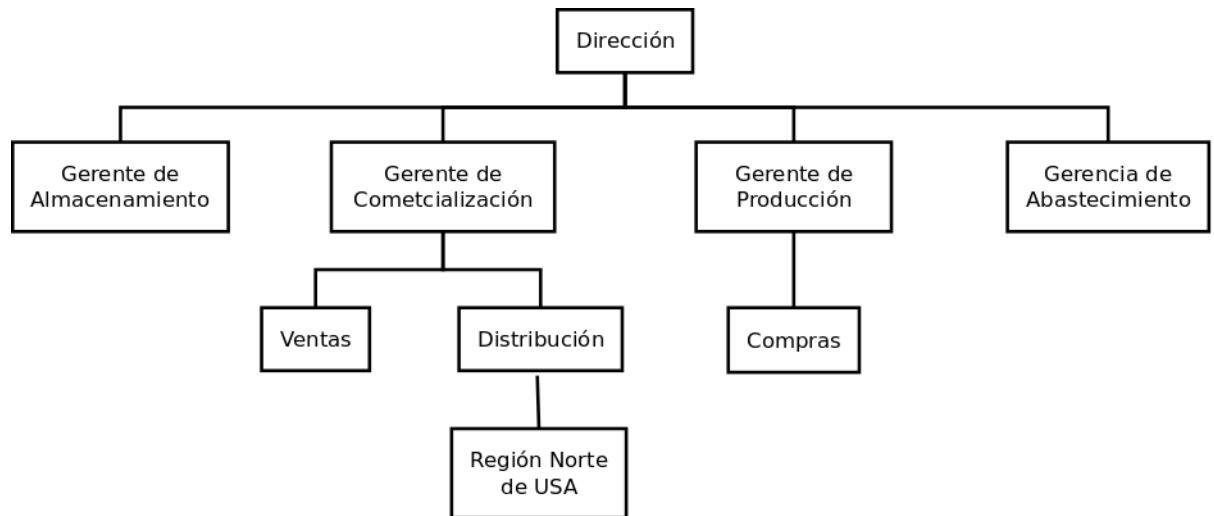 Dirección
Gerente de
Almacenamiento
Gerente de
Cometcialización
Gerente de
Producción
Gerencia de
Abastecimiento
Ventas
Distribución
Compras
Región Norte
de USA